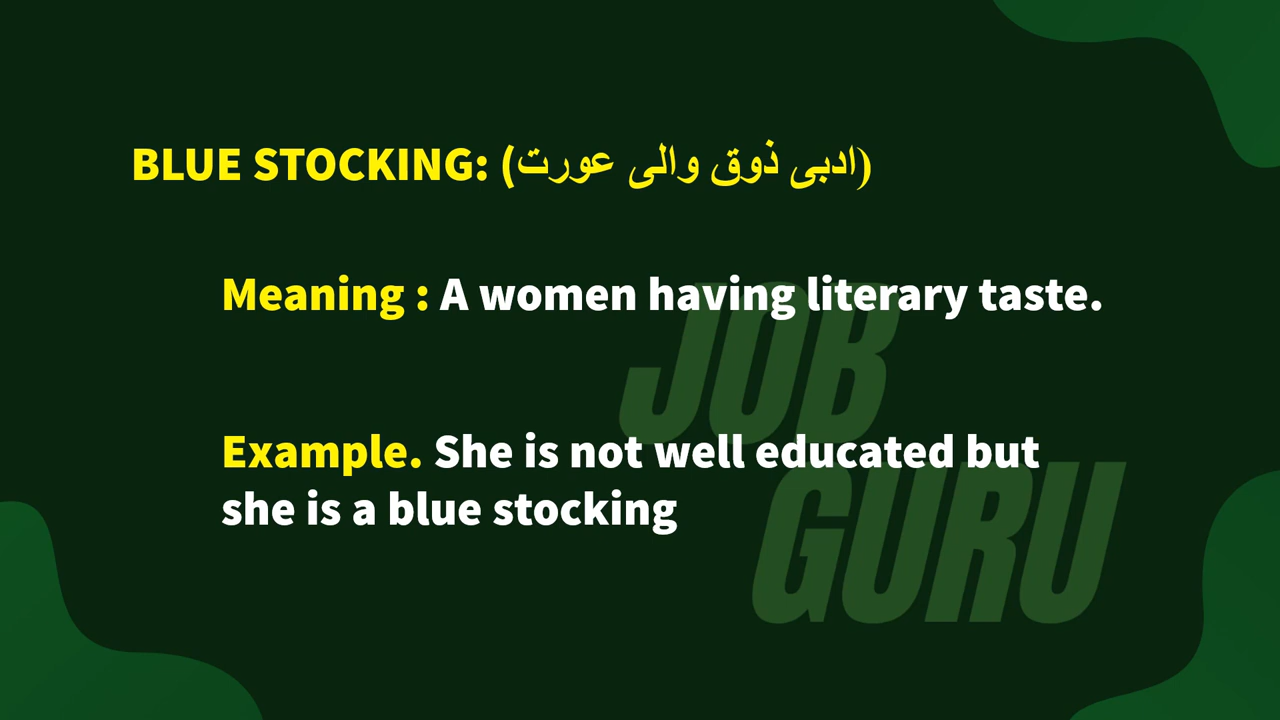 BLUE STOCKING: (ادبی ذوق والی عورت)
Meaning : A women having literary taste.
Example. She is not well educated but
she is a blue stocking
JOB
GURU